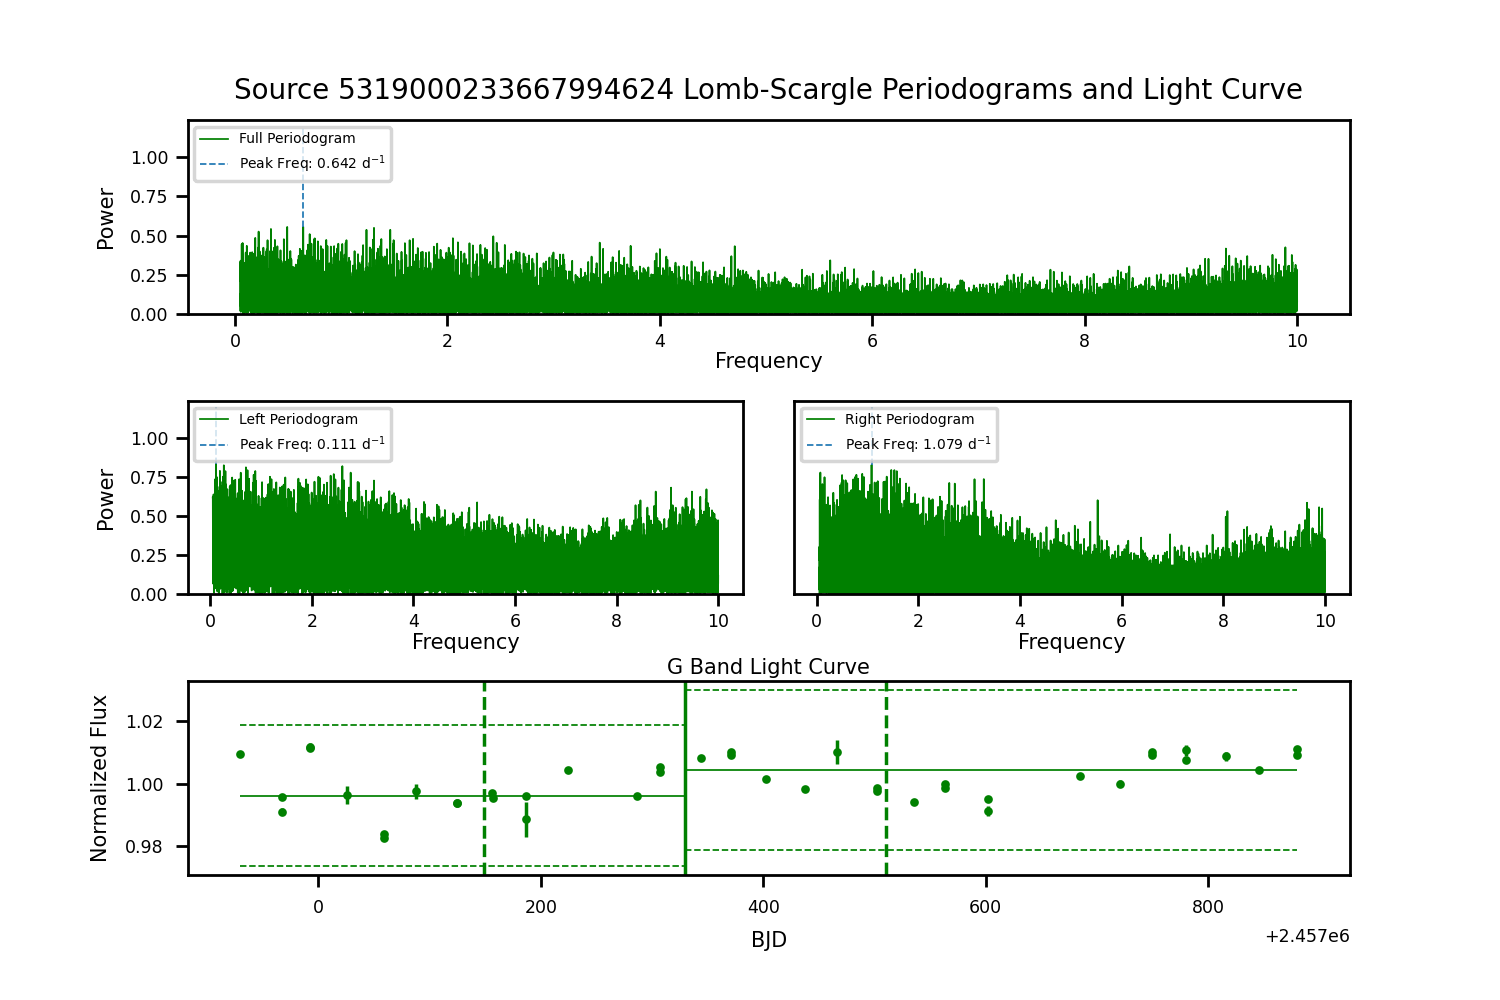 Source 5319000233667994624 Lomb-Scargle Periodograms and Light Curve
Full Periodogram
Peak Freq: 0.642 d⁻¹
Power
1.00
0.75
0.50
0.25
0.00
0 2 4 6 8 10
Frequency
Left Periodogram
Peak Freq: 0.111 d⁻¹
Power
1.00
0.75
0.50
0.25
0.00
0 2 4 6 8 10
Frequency
Right Periodogram
Peak Freq: 1.079 d⁻¹
0 2 4 6 8 10
Frequency
G Band Light Curve
Normalized Flux
1.02
1.00
0.98
0 200 400 600 800
BJD
+2.457e6